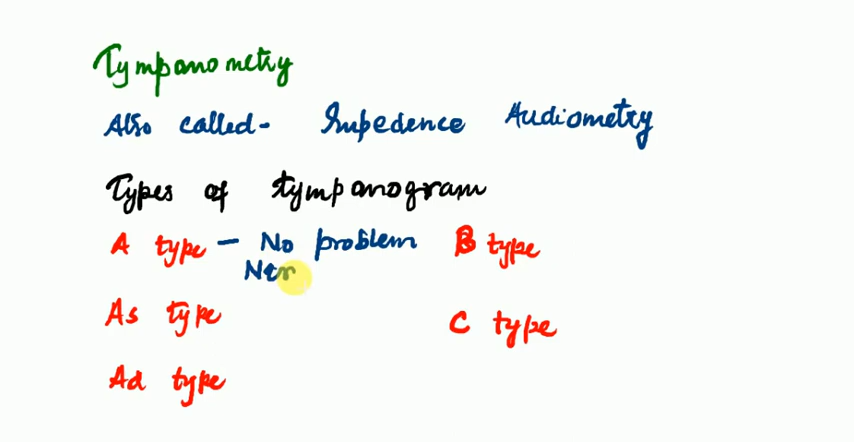 Tympanometry
Also called- Impedence Audiometry
Types of tympanogram
A type - No problem
Ner
B type
As type
C type
Ad type